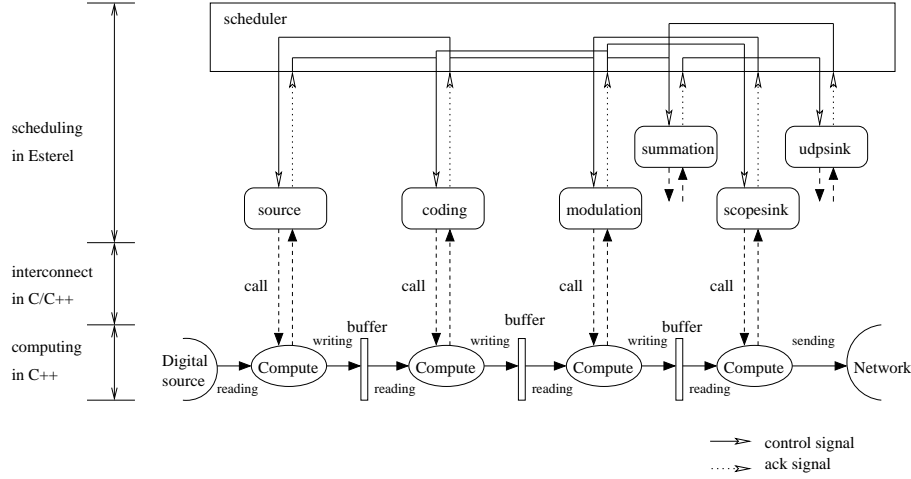 scheduler
scheduling
in Esterel
summation
udpsink
source
coding
modulation
scopesink
interconnect
in C/C++
call
call
call
call
computing
in C++
buffer
buffer
buffer
writing
writing
writing
sending
Digital
source
Compute
Compute
Compute
Compute
Network
reading
reading
reading
reading
control signal
ack signal